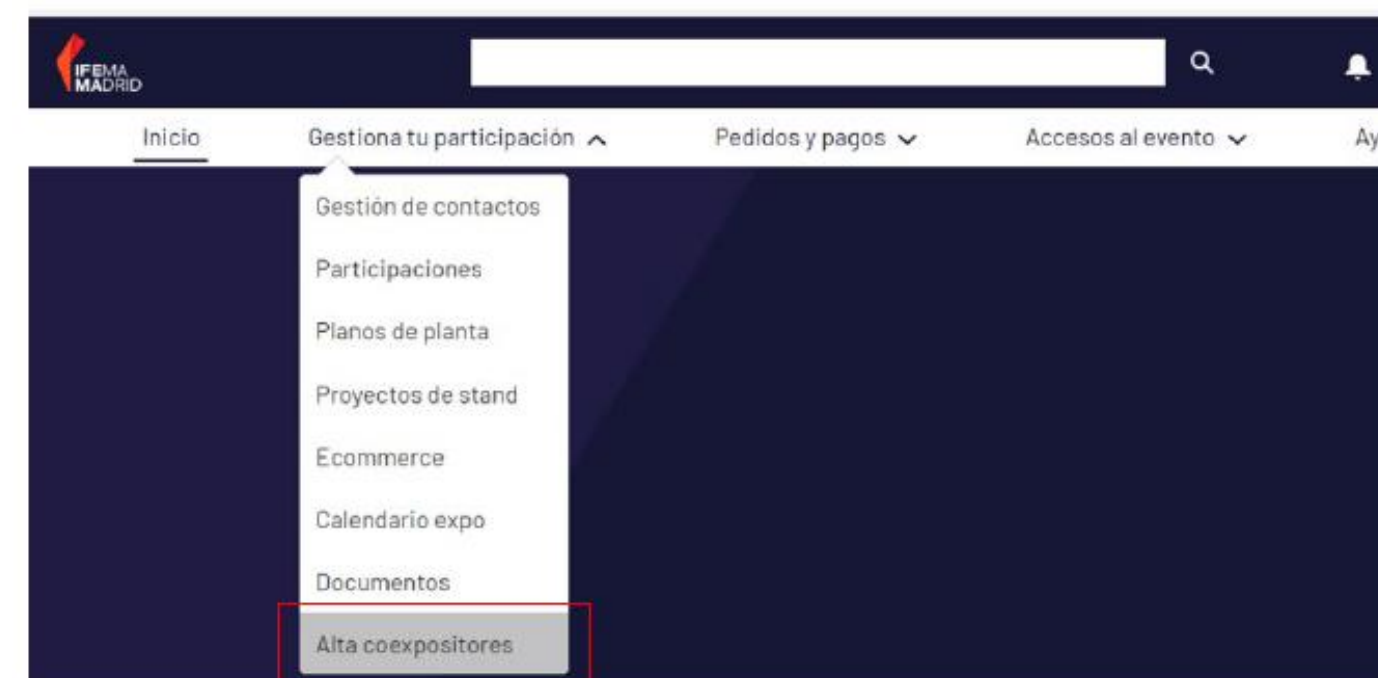 IFEMA
MADRID
Inicio
Gestiona tu participación
Pedidos y pagos
Accesos al evento
Ay
Gestión de contactos
Participaciones
Planos de planta
Proyectos de stand
Ecommerce
Calendario expo
Documentos
Alta coexpositores